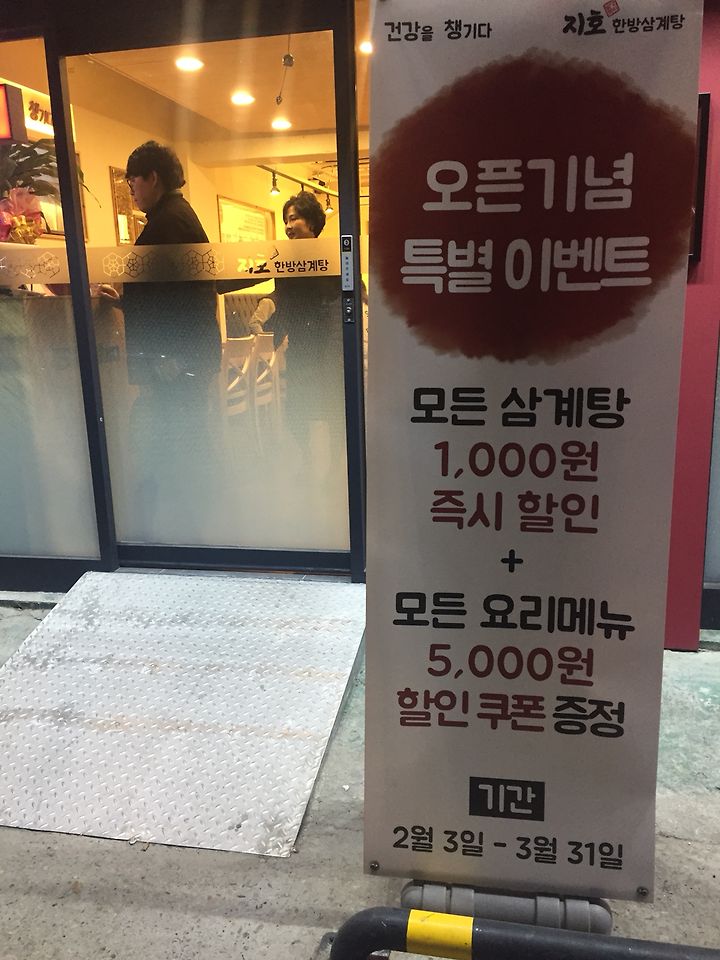 건강을 챙기다
지호 한방삼계탕
오픈기념
특별 이벤트
모든 삼계탕
1,000원
즉시 할인
+
모든 요리메뉴
5,000원
할인 쿠폰 증정
기간
2월 3일 - 3월 31일
지호 한방삼계탕